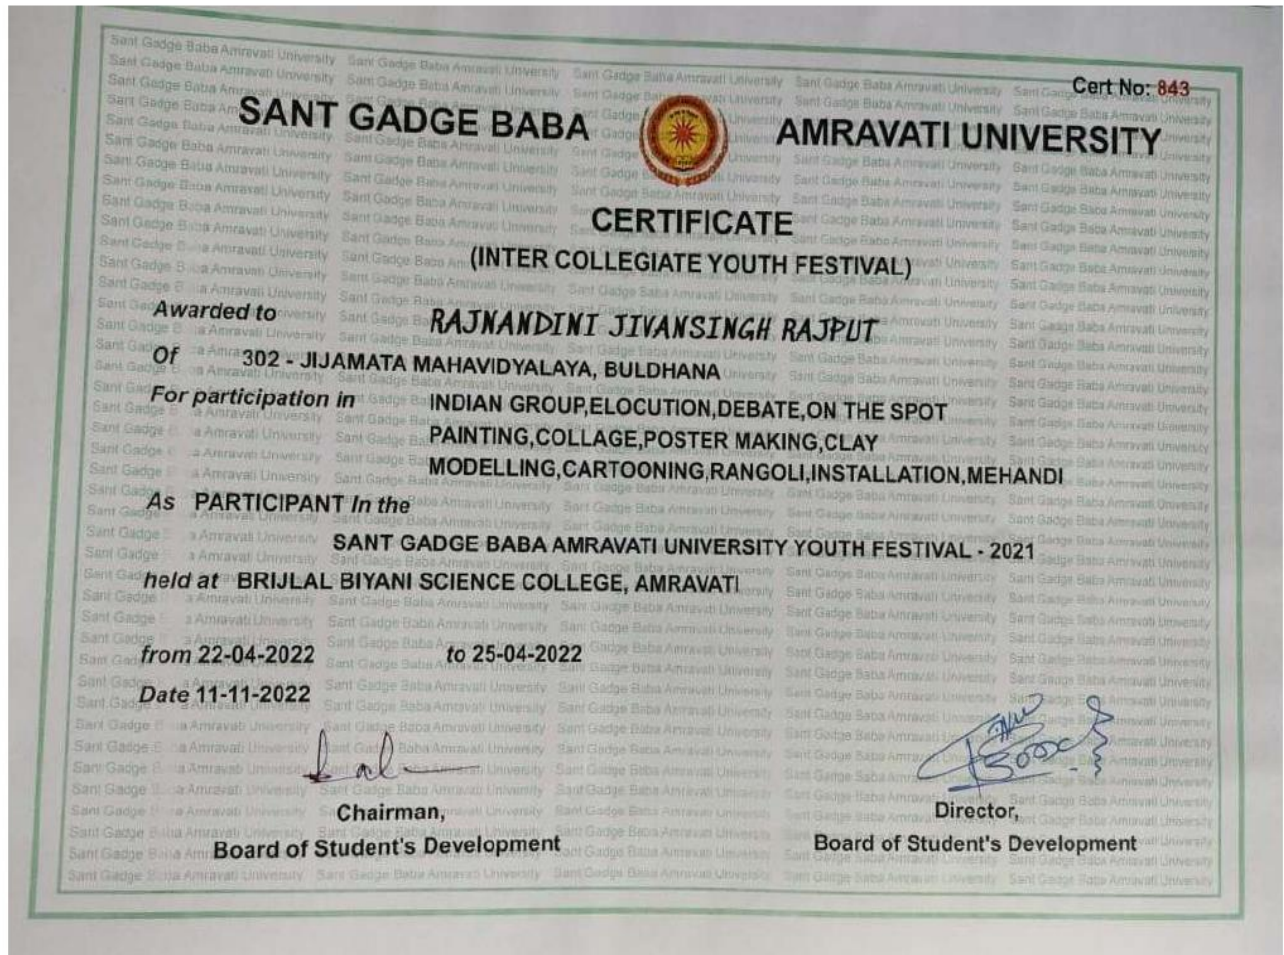 Cert No: 843
SANT GADGE BABA AMRAVATI UNIVERSITY
CERTIFICATE
(INTER COLLEGIATE YOUTH FESTIVAL)
Awarded to RAJNANDINI JIVANSINGH RAJPUT
Of 302 - JIJAMATA MAHAVIDYALAYA, BULDHANA
For participation in INDIAN GROUP,ELOCUTION,DEBATE,ON THE SPOT
PAINTING,COLLAGE,POSTER MAKING,CLAY
MODELLING,CARTOONING,RANGOLI,INSTALLATION,MEHANDI
As PARTICIPANT In the
SANT GADGE BABA AMRAVATI UNIVERSITY YOUTH FESTIVAL - 2021
held at BRIJLAL BIYANI SCIENCE COLLEGE, AMRAVATI
from 22-04-2022 to 25-04-2022
Date 11-11-2022
Chairman, Director,
Board of Student's Development Board of Student's Development